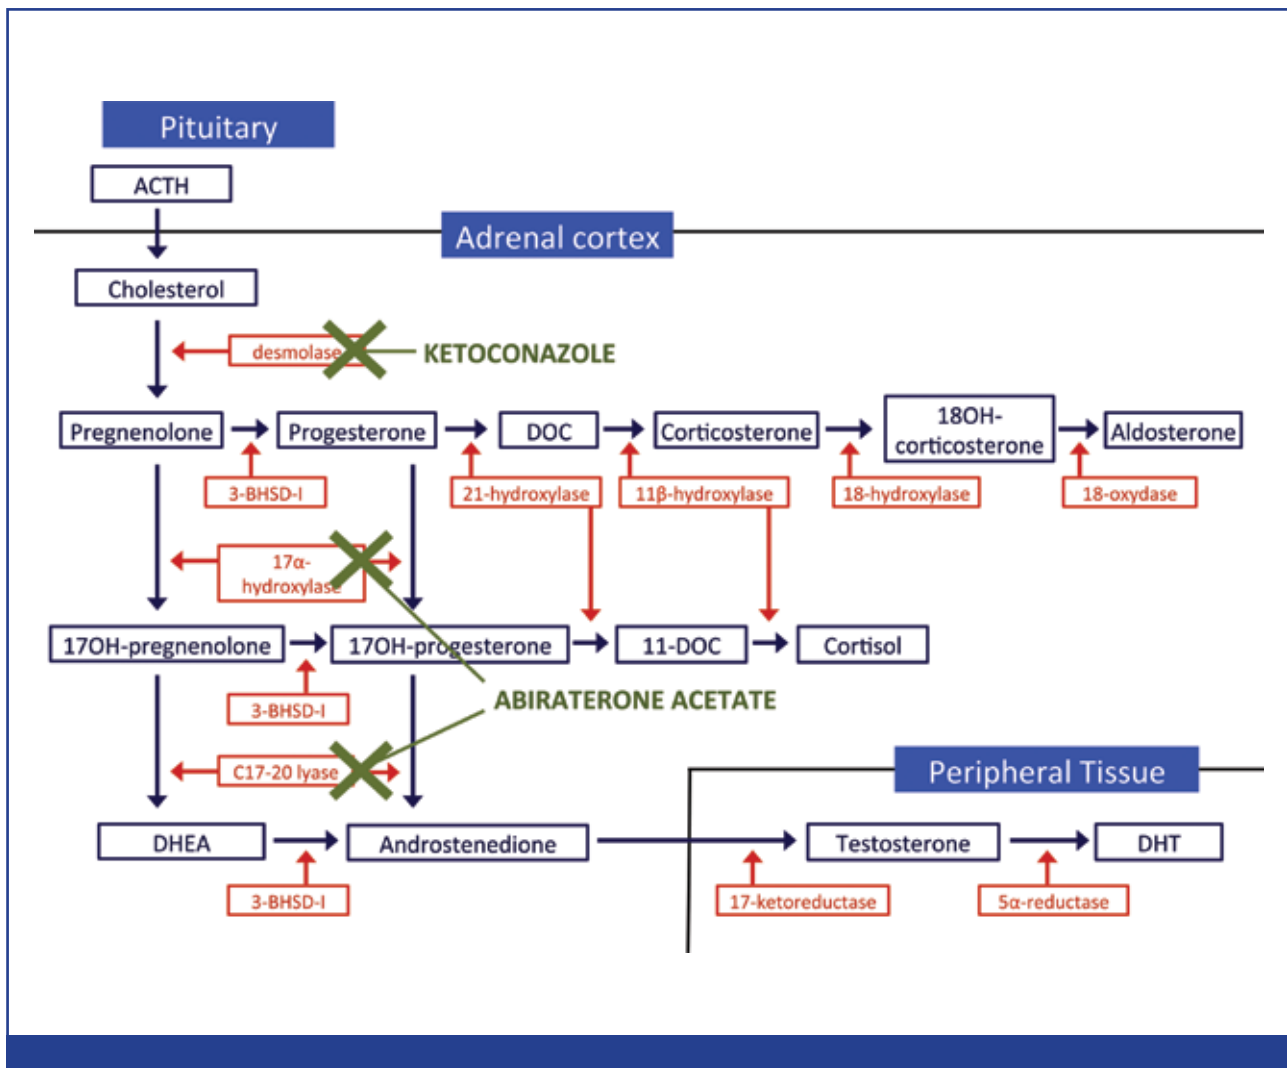 Pituitary
ACTH
Adrenal cortex
Cholesterol
desmolase
KETOCONAZOLE
Pregnenolone
Progesterone
DOC
Corticosterone
18OH-
corticosterone
Aldosterone
3-BHSD-I
21-hydroxylase
11β-hydroxylase
18-hydroxylase
18-oxydase
17α-
hydroxylase
17OH-pregnenolone
17OH-progesterone
11-DOC
Cortisol
3-BHSD-I
ABIRATERONE ACETATE
C17-20 lyase
Peripheral Tissue
DHEA
Androstenedione
Testosterone
DHT
3-BHSD-I
17-ketoreductase
5α-reductase